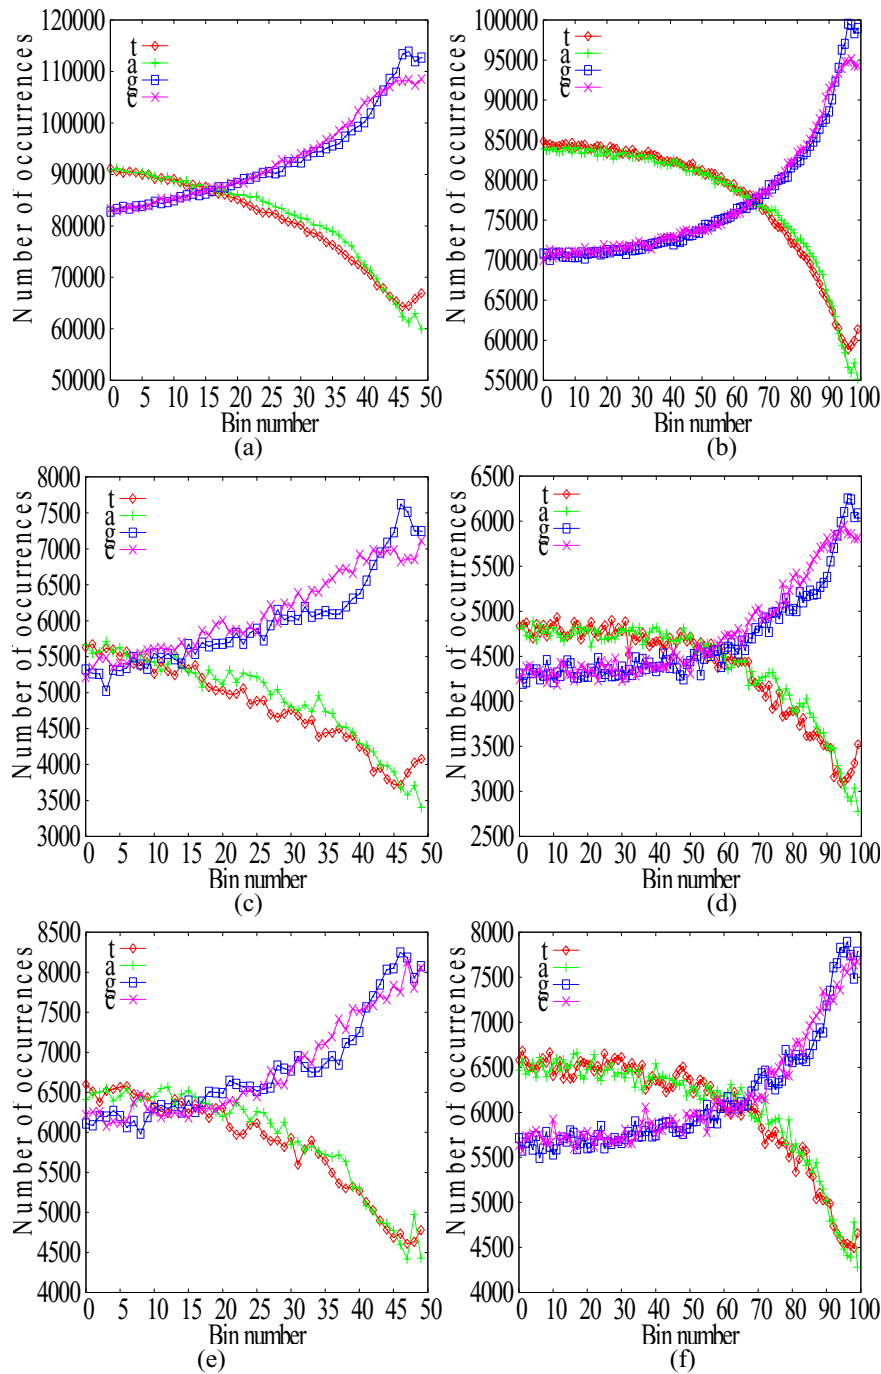 Number of occurrences
120000
110000
100000
90000
80000
70000
60000
50000
t
a
g
c
0 5 10 15 20 25 30 35 40 45 50
Bin number
(a)
Number of occurrences
100000
95000
90000
85000
80000
75000
70000
65000
60000
55000
t
a
g
c
0 10 20 30 40 50 60 70 80 90 100
Bin number
(b)
Number of occurrences
8000
7500
7000
6500
6000
5500
5000
4500
4000
3500
3000
t
a
g
c
0 5 10 15 20 25 30 35 40 45 50
Bin number
(c)
Number of occurrences
6500
6000
5500
5000
4500
4000
3500
3000
2500
t
a
g
c
0 10 20 30 40 50 60 70 80 90 100
Bin number
(d)
Number of occurrences
8500
8000
7500
7000
6500
6000
5500
5000
4500
4000
t
a
g
c
0 5 10 15 20 25 30 35 40 45 50
Bin number
(e)
Number of occurrences
8000
7500
7000
6500
6000
5500
5000
4500
4000
t
a
g
c
0 10 20 30 40 50 60 70 80 90 100
Bin number
(f)